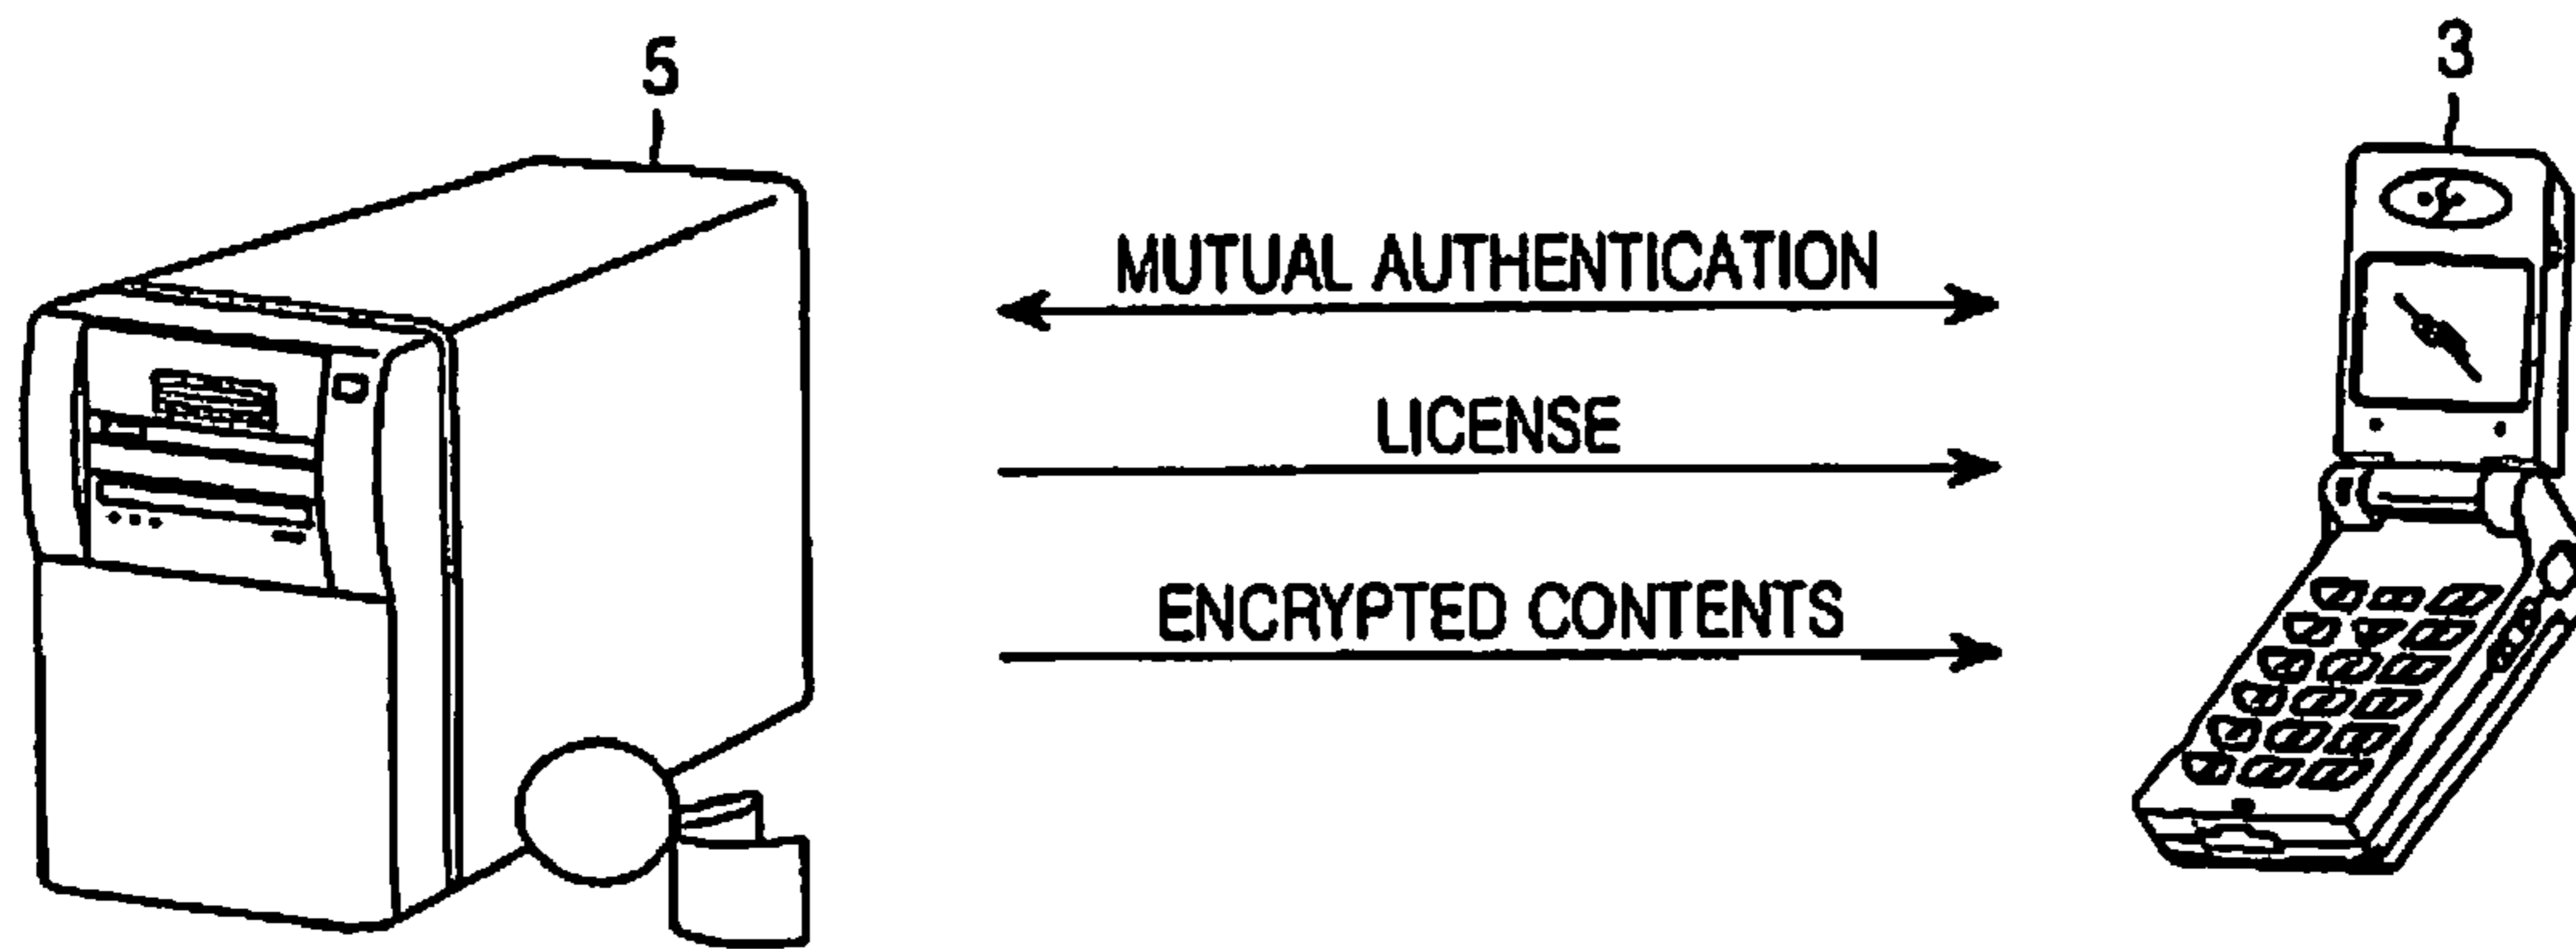 5
3
MUTUAL AUTHENTICATION
LICENSE
ENCRYPTED CONTENTS